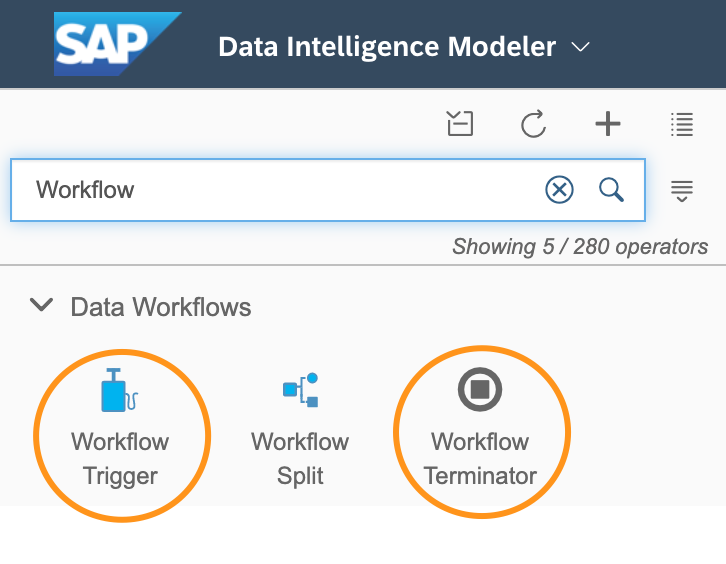 SAP Data Intelligence Modeler
Workflow
Showing 5 / 280 operators
Data Workflows
Workflow
Trigger
Workflow
Split
Workflow
Terminator